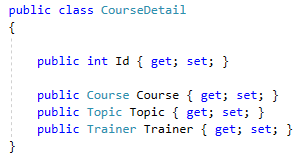 public class CourseDetail
{
public int Id { get; set; }
public Course Course { get; set; }
public Topic Topic { get; set; }
public Trainer Trainer { get; set; }
}